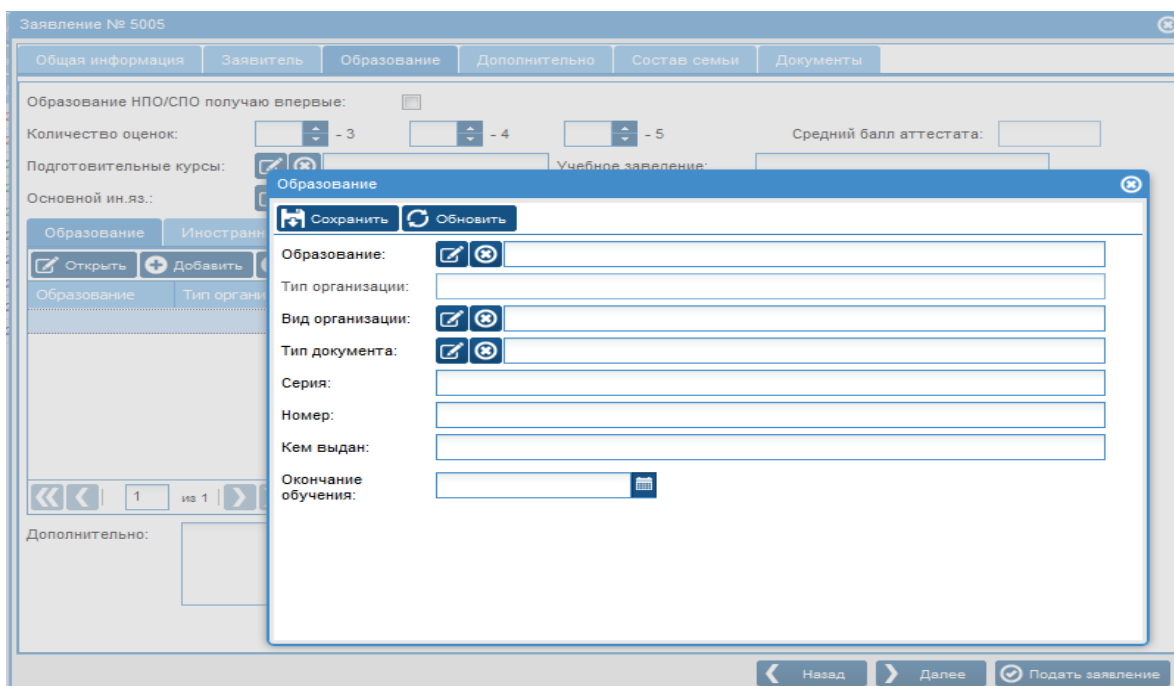 Заявление № 5005
Общая информация Заявитель Образование Дополнительно Состав семьи Документы
Образование НПО/СПО получаю впервые:
Количество оценок: - 3 - 4 - 5 Средний балл аттестата:
Подготовительные курсы: Учебное заведение:
Основной ин.яз.:
Образование Иностранн
Открыть Добавить
Образование Тип органи
1 из 1
Дополнительно:
Образование
Сохранить Обновить
Образование:
Тип организации:
Вид организации:
Тип документа:
Серия:
Номер:
Кем выдан:
Окончание
обучения:
Назад Далее Подать заявление